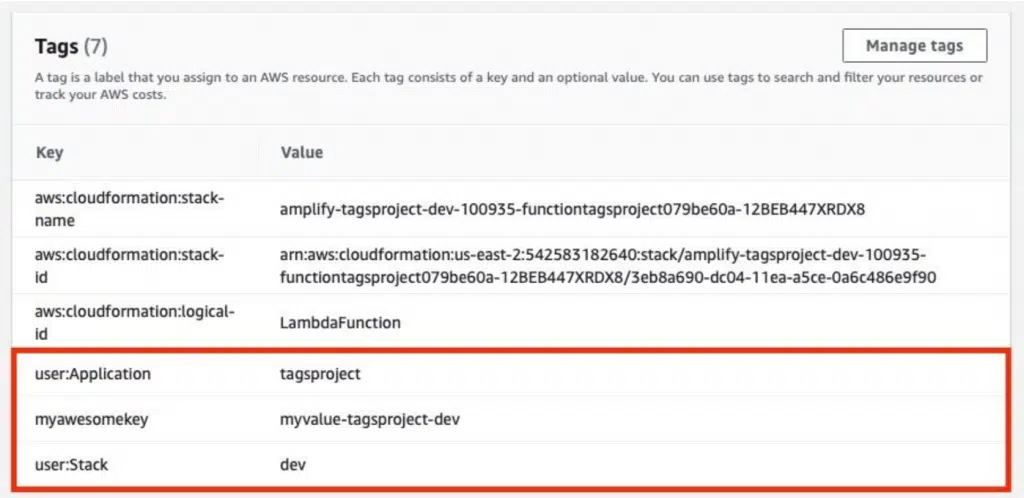 Tags (7)
Manage tags
A tag is a label that you assign to an AWS resource. Each tag consists of a key and an optional value. You can use tags to search and filter your resources or
track your AWS costs.
Key
Value
aws:cloudformation:stack-
name
amplify-tagsproject-dev-100935-functiontagsproject079be60a-12BEB447XRDX8
aws:cloudformation:stack-
id
arn:aws:cloudformation:us-east-2:542583182640:stack/amplify-tagsproject-dev-100935-
functiontagsproject079be60a-12BEB447XRDX8/3eb8a690-dc04-11ea-a5ce-0a6c486e9f90
aws:cloudformation:logical-
id
LambdaFunction
user:Application
tagsproject
myawesomekey
myvalue-tagsproject-dev
user:Stack
dev